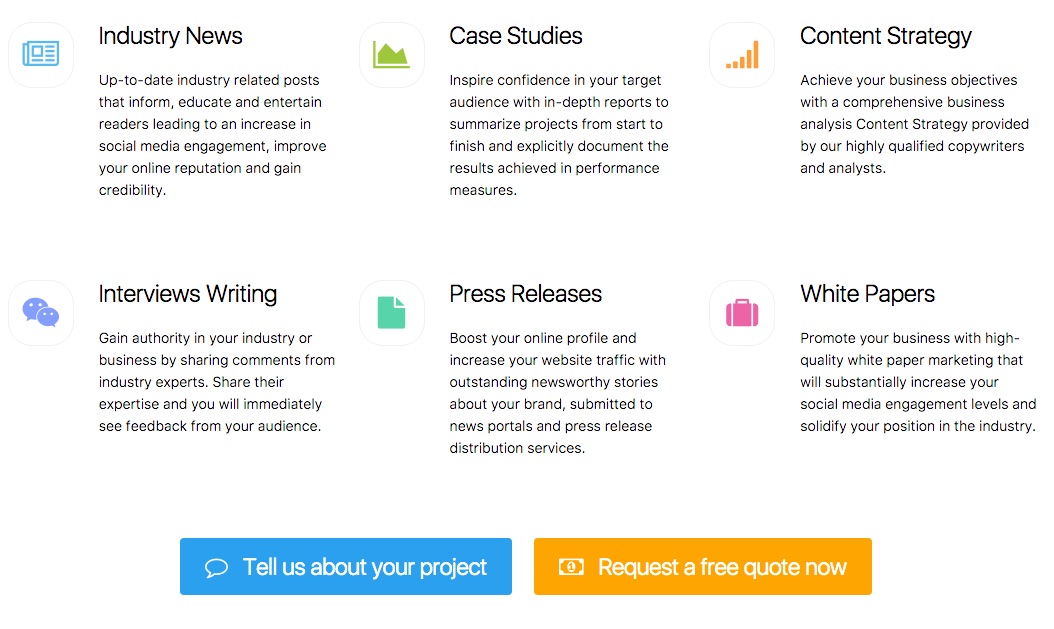 Industry News
Up-to-date industry related posts
that inform, educate and entertain
readers leading to an increase in
social media engagement, improve
your online reputation and gain
credibility.
Case Studies
Inspire confidence in your target
audience with in-depth reports to
summarize projects from start to
finish and explicitly document the
results achieved in performance
measures.
Content Strategy
Achieve your business objectives
with a comprehensive business
analysis Content Strategy provided
by our highly qualified copywriters
and analysts.
Interviews Writing
Gain authority in your industry or
business by sharing comments from
industry experts. Share their
expertise and you will immediately
see feedback from your audience.
Press Releases
Boost your online profile and
increase your website traffic with
outstanding newsworthy stories
about your brand, submitted to
news portals and press release
distribution services.
White Papers
Promote your business with high-
quality white paper marketing that
will substantially increase your
social media engagement levels and
solidify your position in the industry.
Tell us about your project
Request a free quote now